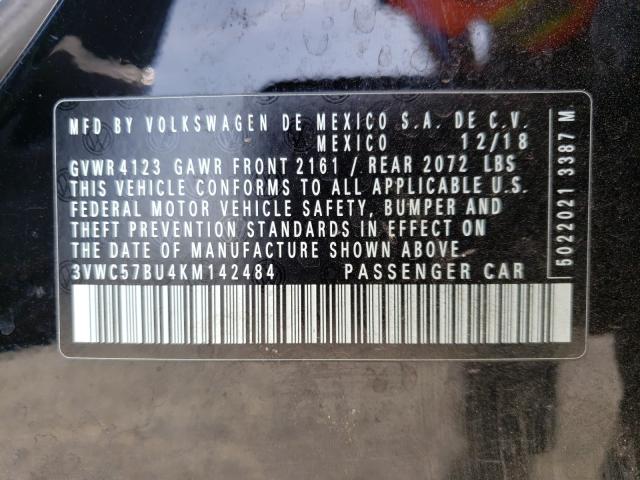 MFD BY VOLKSWAGEN DE MEXICO S.A. DE C.V.
MEXICO 12/18
GVWR 4123 GAWR FRONT 2161 / REAR 2072 LBS
THIS VEHICLE CONFORMS TO ALL APPLICABLE U.S.
FEDERAL MOTOR VEHICLE SAFETY, BUMPER AND
THEFT PREVENTION STANDARDS IN EFFECT ON
THE DATE OF MANUFACTURE SHOWN ABOVE.
3VWC57BU4KM142484 PASSENGER CAR
5022021 3387 M